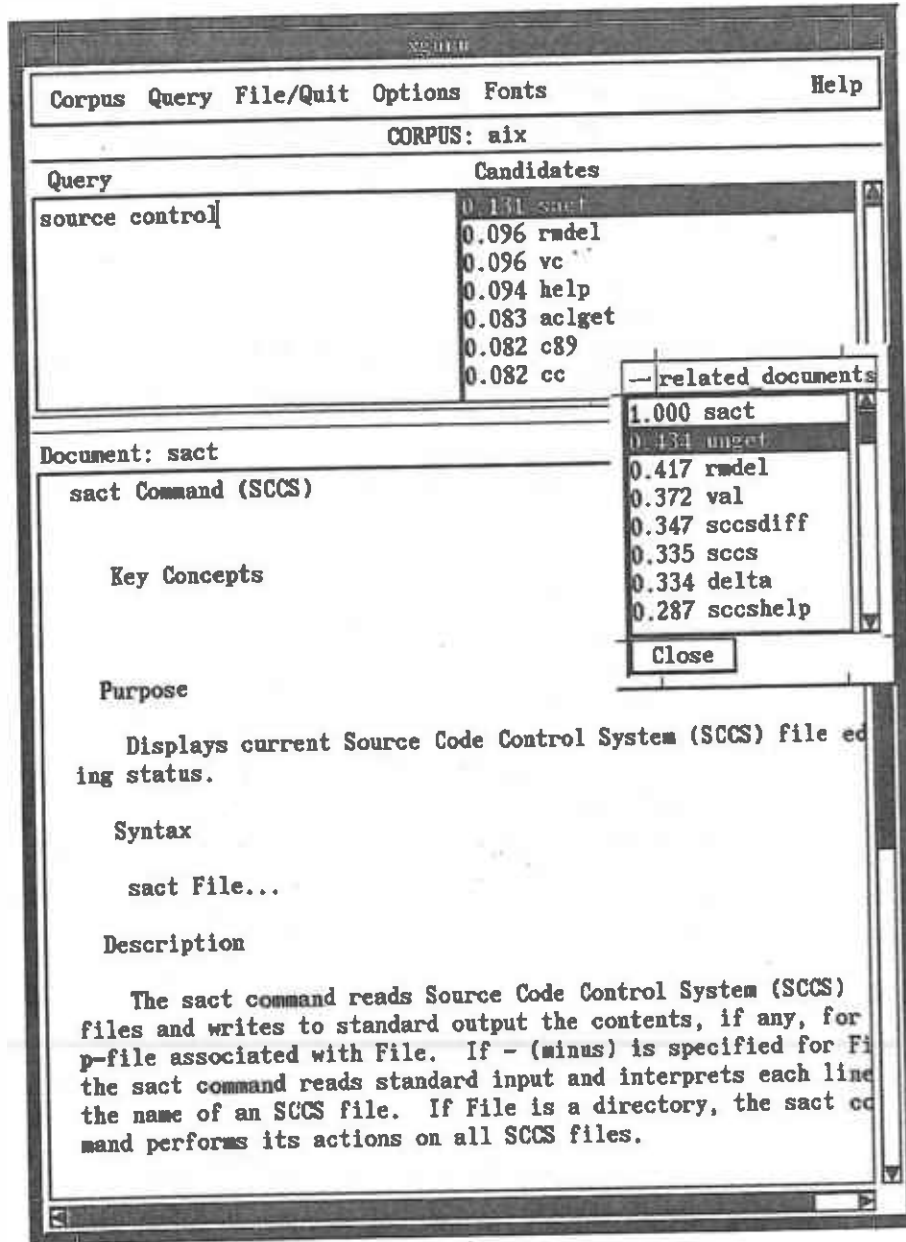 xguru
Corpus Query File/Quit Options Fonts Help
CORPUS: aix
Query
source control
Candidates
0.131 sact
0.096 rmdel
0.096 vc
0.094 help
0.083 aclget
0.082 c89
0.082 cc
related_documents
1.000 sact
0.434 unget
0.417 rmdel
0.372 val
0.347 sccsdiff
0.335 sccs
0.334 delta
0.287 sccshelp
Close
Document: sact
sact Command (SCCS)
Key Concepts
Purpose
Displays current Source Code Control System (SCCS) file ed
ing status.
Syntax
sact File...
Description
The sact command reads Source Code Control System (SCCS)
files and writes to standard output the contents, if any, for
p-file associated with File. If - (minus) is specified for Fi
the sact command reads standard input and interprets each line
the name of an SCCS file. If File is a directory, the sact co
mand performs its actions on all SCCS files.